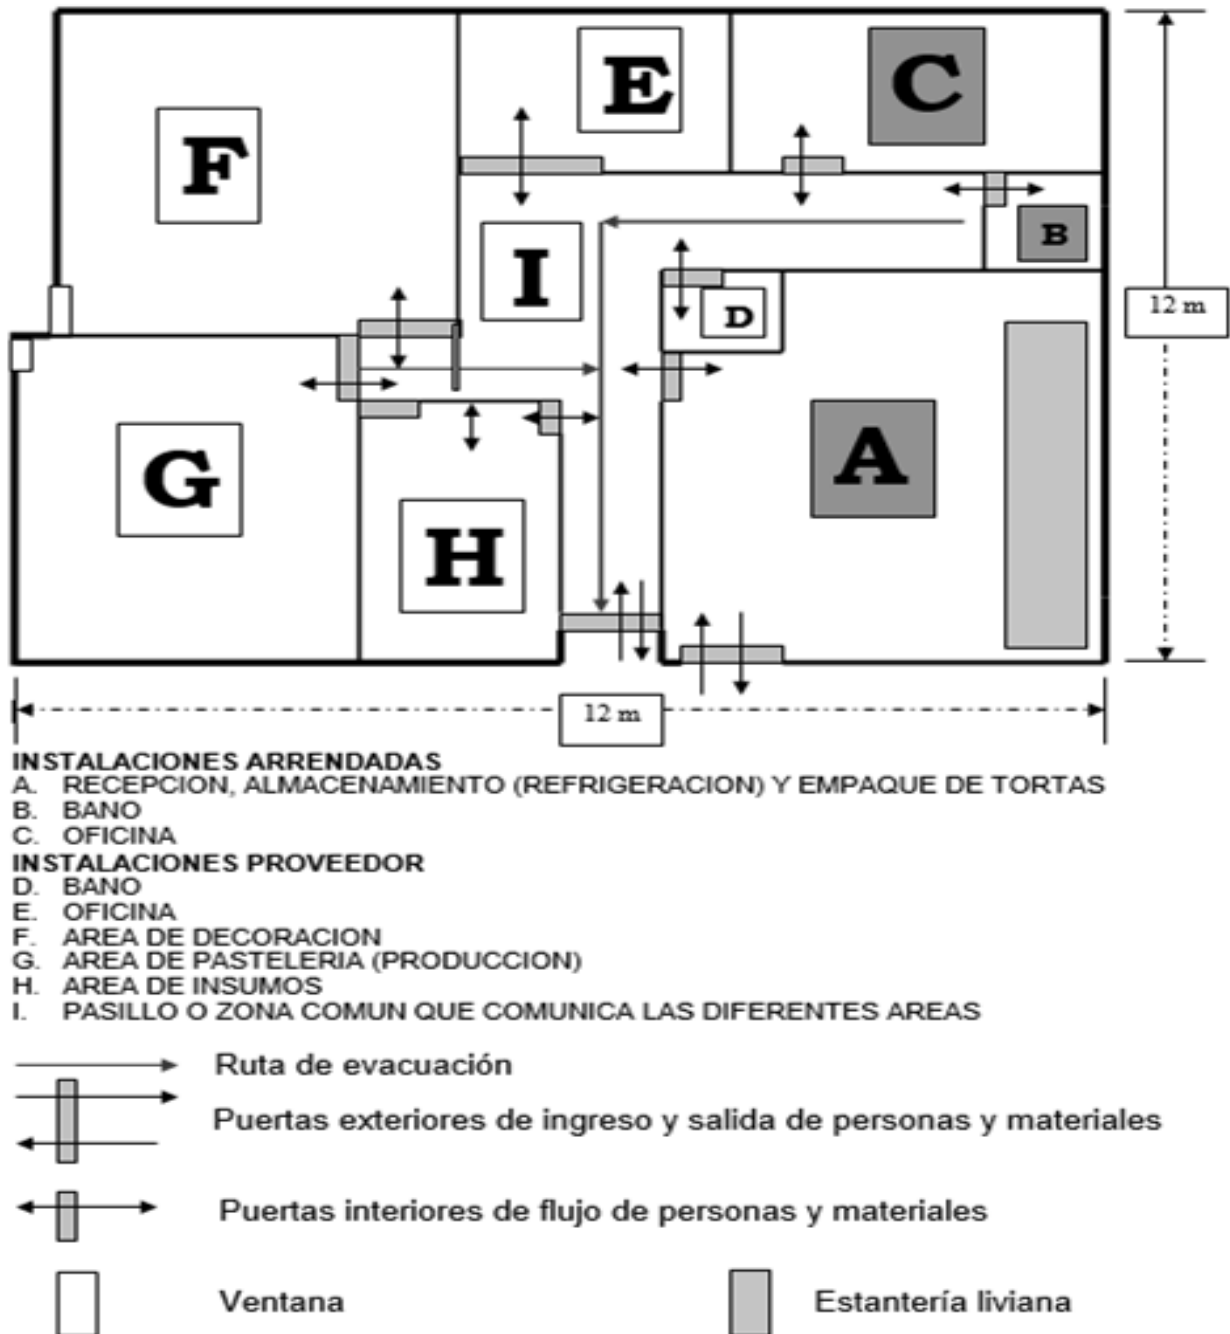 E
C
F
B
I
D
12 m
A
G
H
12 m
INSTALACIONES ARRENDADAS
A. RECEPCION, ALMACENAMIENTO (REFRIGERACION) Y EMPAQUE DE TORTAS
B. BANO
C. OFICINA
INSTALACIONES PROVEEDOR
D. BANO
E. OFICINA
F. AREA DE DECORACION
G. AREA DE PASTELERIA (PRODUCCION)
H. AREA DE INSUMOS
I. PASILLO O ZONA COMUN QUE COMUNICA LAS DIFERENTES AREAS
Ruta de evacuación
Puertas exteriores de ingreso y salida de personas y materiales
Puertas interiores de flujo de personas y materiales
Ventana
Estantería liviana